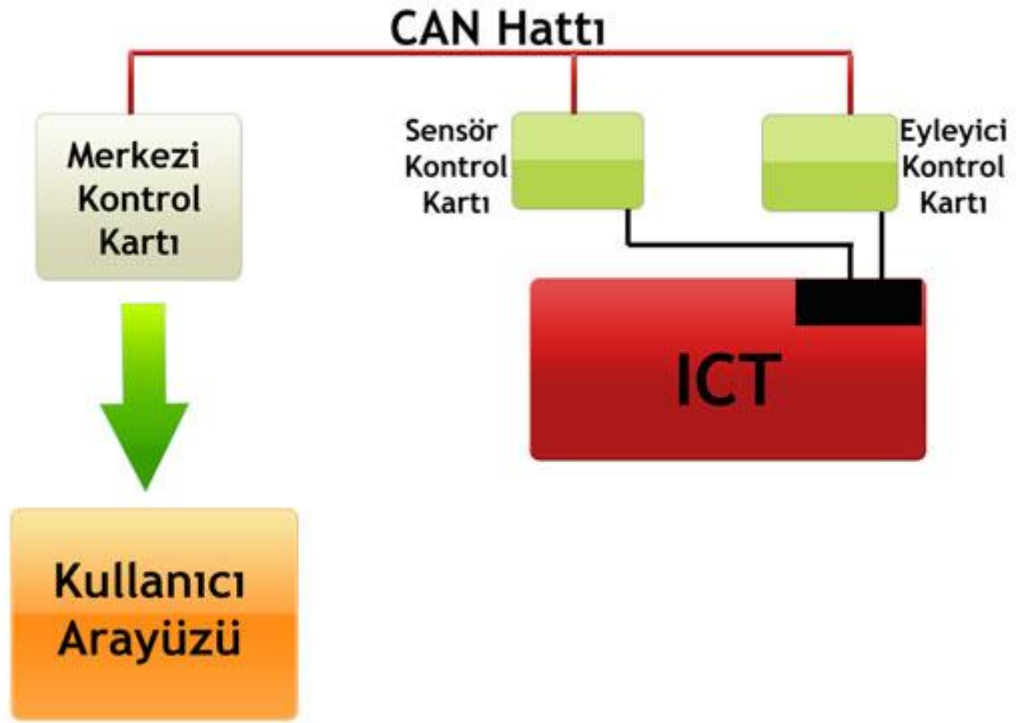 CAN Hattı
Merkezi
Kontrol
Kartı
Sensör
Kontrol
Kartı
Eyleyici
Kontrol
Kartı
ICT
Kullanıcı
Arayüzü